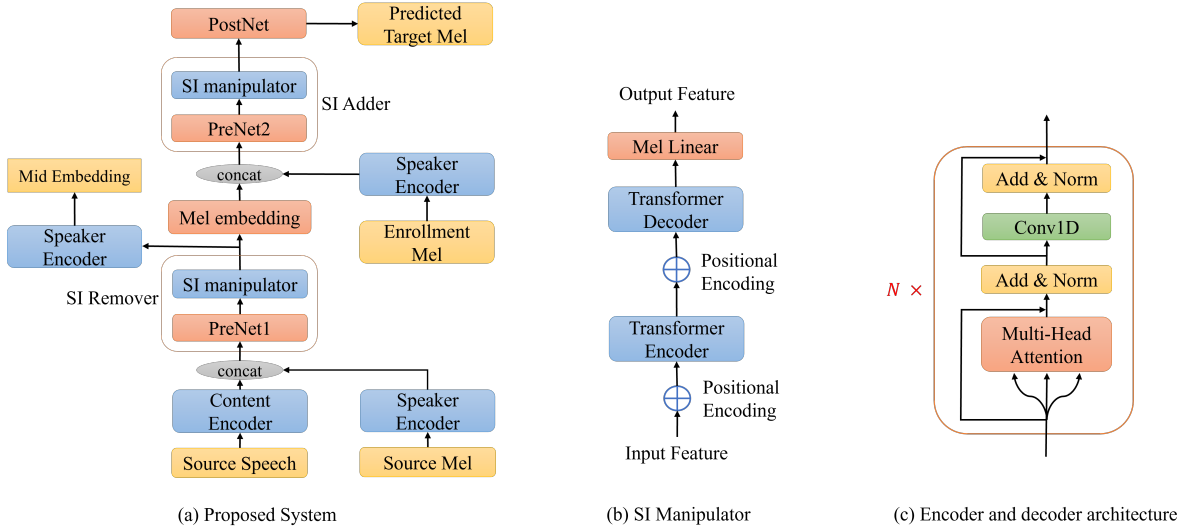 PostNet
Predicted
Target Mel
SI manipulator
SI Adder
PreNet2
concat
Speaker
Encoder
Mid Embedding
Mel embedding
Enrollment
Mel
Speaker
Encoder
SI manipulator
SI Remover
PreNet1
concat
Content
Encoder
Speaker
Encoder
Source Speech
Source Mel
(a) Proposed System
Output Feature
Mel Linear
Transformer
Decoder
Positional
Encoding
Transformer
Encoder
Positional
Encoding
Input Feature
(b) SI Manipulator
Add & Norm
Conv1D
Add & Norm
N ×
Multi-Head
Attention
(c) Encoder and decoder architecture